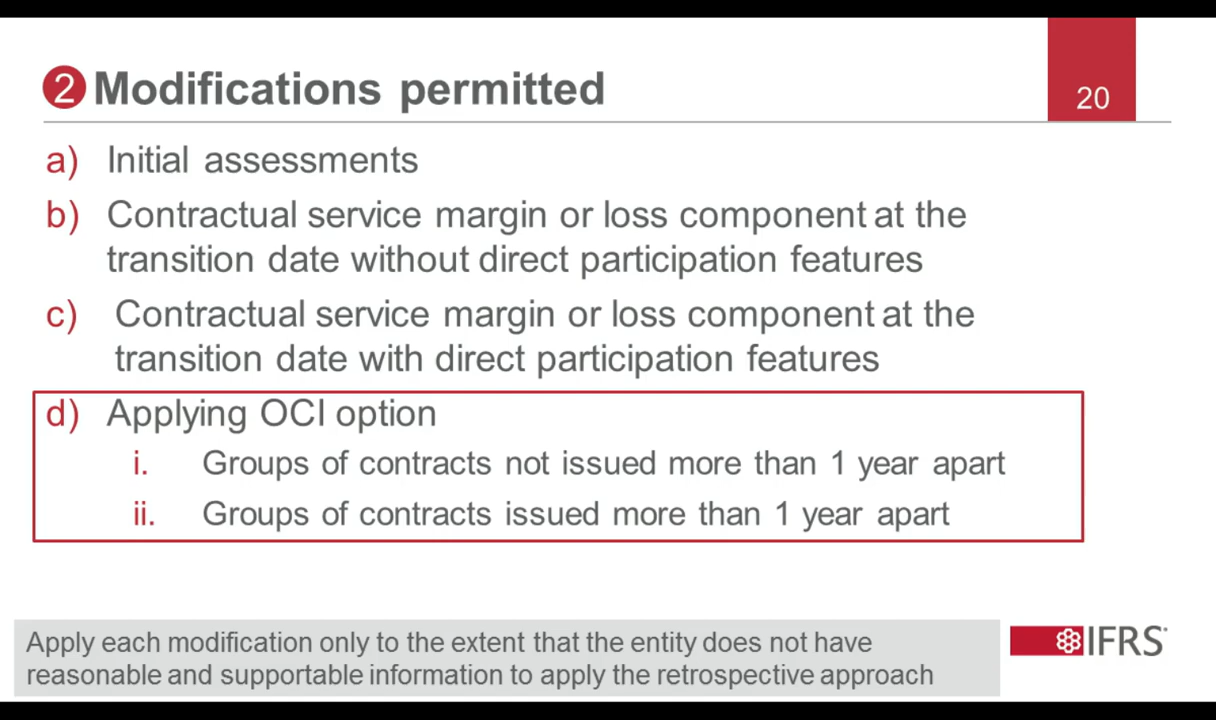 2 Modifications permitted
20
a) Initial assessments
b) Contractual service margin or loss component at the
transition date without direct participation features
c) Contractual service margin or loss component at the
transition date with direct participation features
d) Applying OCI option
i. Groups of contracts not issued more than 1 year apart
ii. Groups of contracts issued more than 1 year apart
Apply each modification only to the extent that the entity does not have
reasonable and supportable information to apply the retrospective approach
IFRS